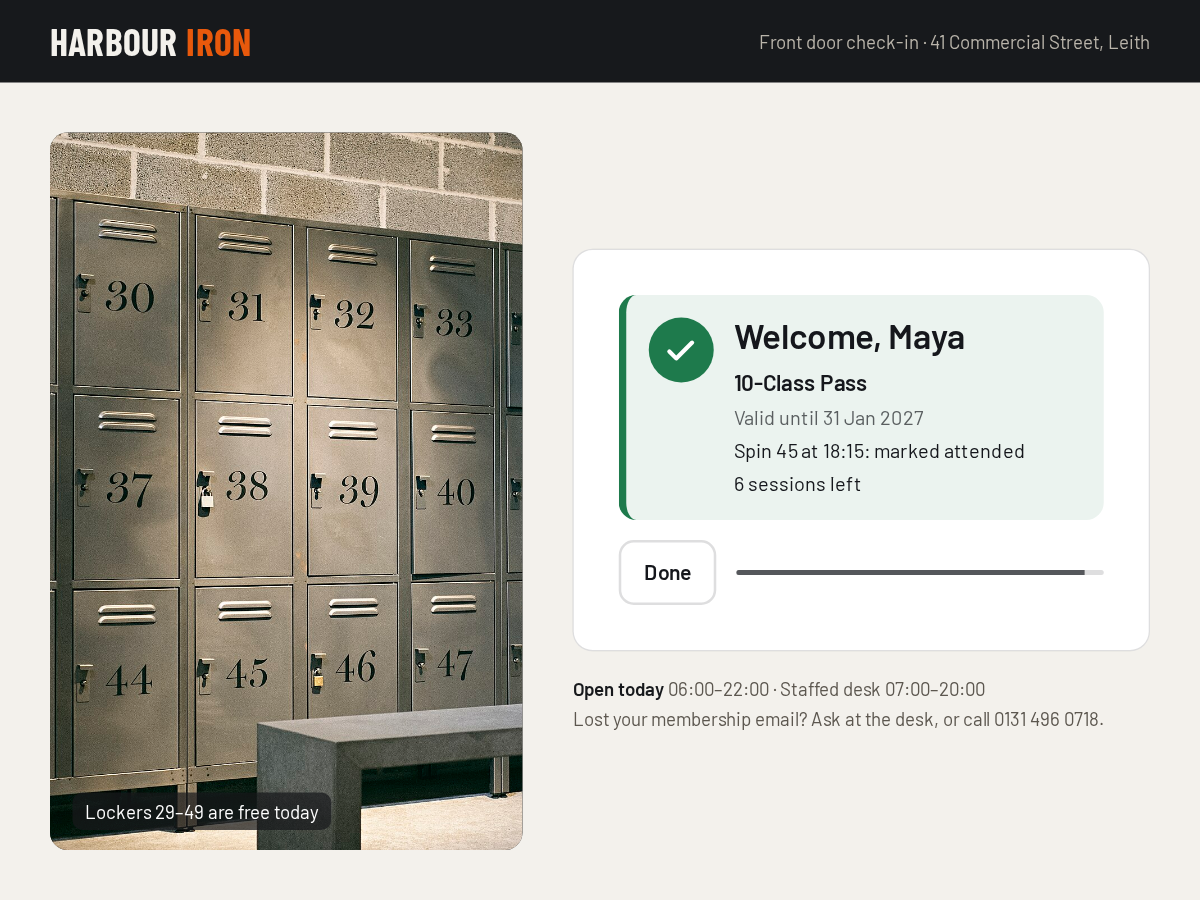 HARBOUR IRON
Front door check-in · 41 Commercial Street, Leith
30
31
32
33
37
38
39
40
44
45
46
47
Lockers 29–49 are free today
Welcome, Maya
10-Class Pass
Valid until 31 Jan 2027
Spin 45 at 18:15: marked attended
6 sessions left
Done
Open today 06:00–22:00 · Staffed desk 07:00–20:00
Lost your membership email? Ask at the desk, or call 0131 496 0718.